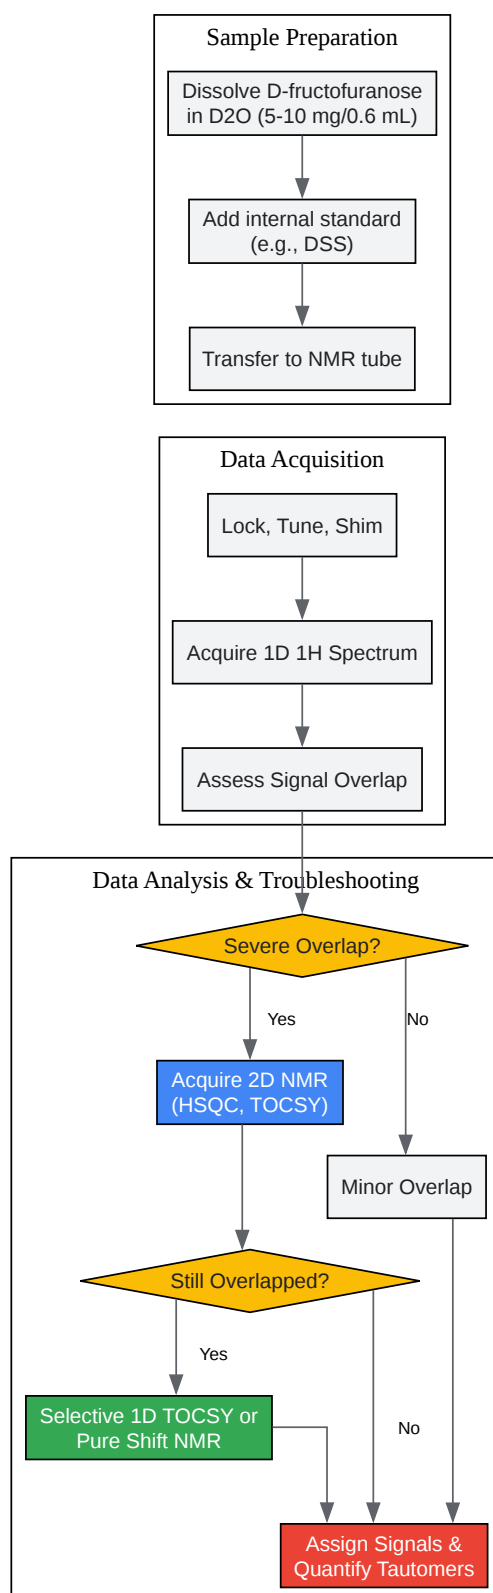 Sample Preparation
Dissolve D-fructofuranose
in D2O (5-10 mg/0.6 mL)
Add internal standard
(e.g., DSS)
Transfer to NMR tube
Data Acquisition
Lock, Tune, Shim
Acquire 1D 1H Spectrum
Assess Signal Overlap
Data Analysis & Troubleshooting
Severe Overlap?
Yes
No
Acquire 2D NMR
(HSQC, TOCSY)
Minor Overlap
Still Overlapped?
Yes
Selective 1D TOCSY or
Pure Shift NMR
No
Assign Signals &
Quantify Tautomers